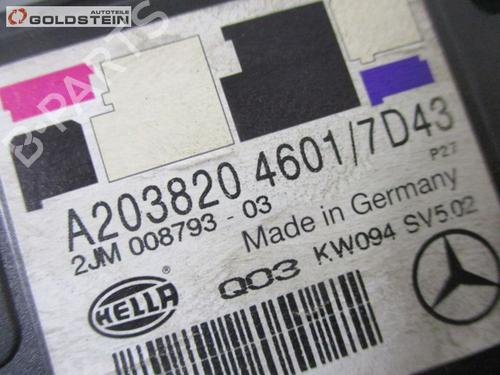 Autoteile
GOLDSTEIN
B-PARTS
A203820 4601/7D43
P27
2JM 008793 - 03
Made in Germany
HELLA
Q03
KW094 SV5.02